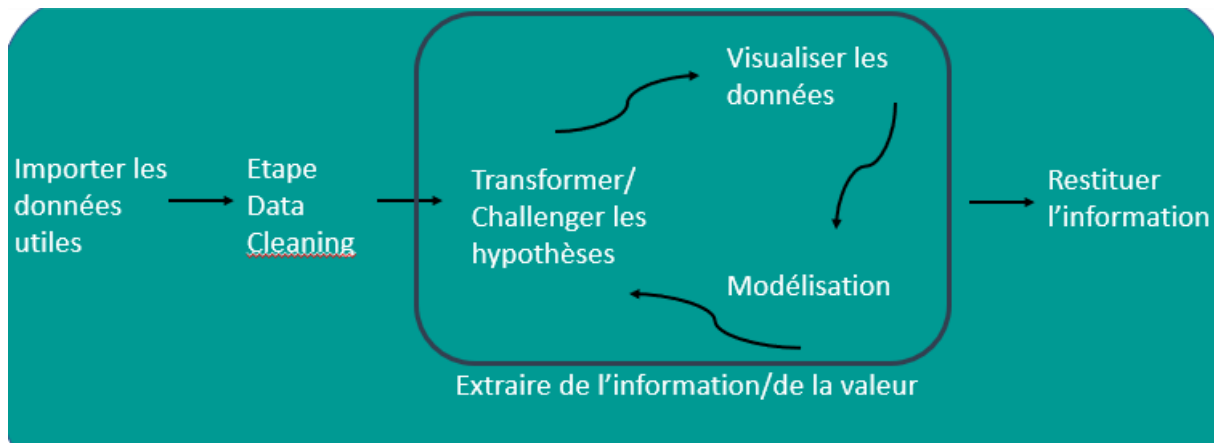 Importer les
données
utiles
Etape
Data
Cleaning
Transformer/
Challenger les
hypothèses
Visualiser les
données
Modélisation
Extraire de l’information/de la valeur
Restituer
l’information